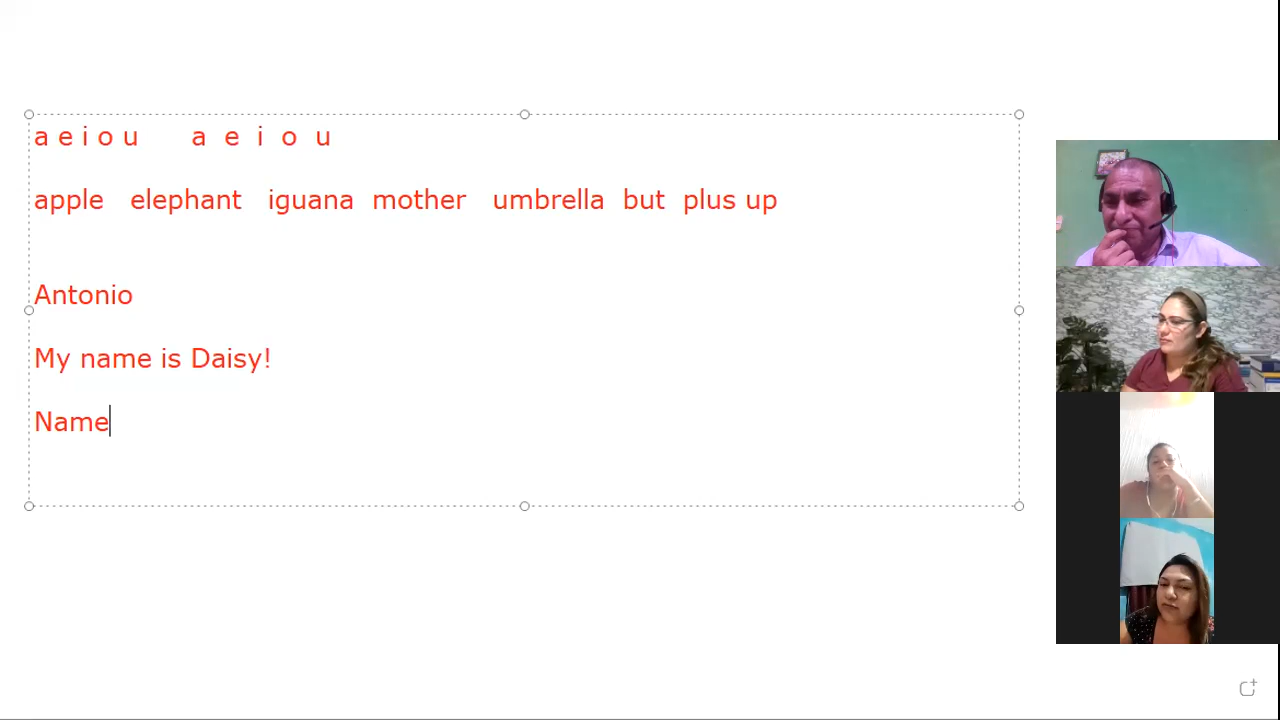 a e i o u a e i o u
apple elephant iguana mother umbrella but plus up
Antonio
My name is Daisy!
Name